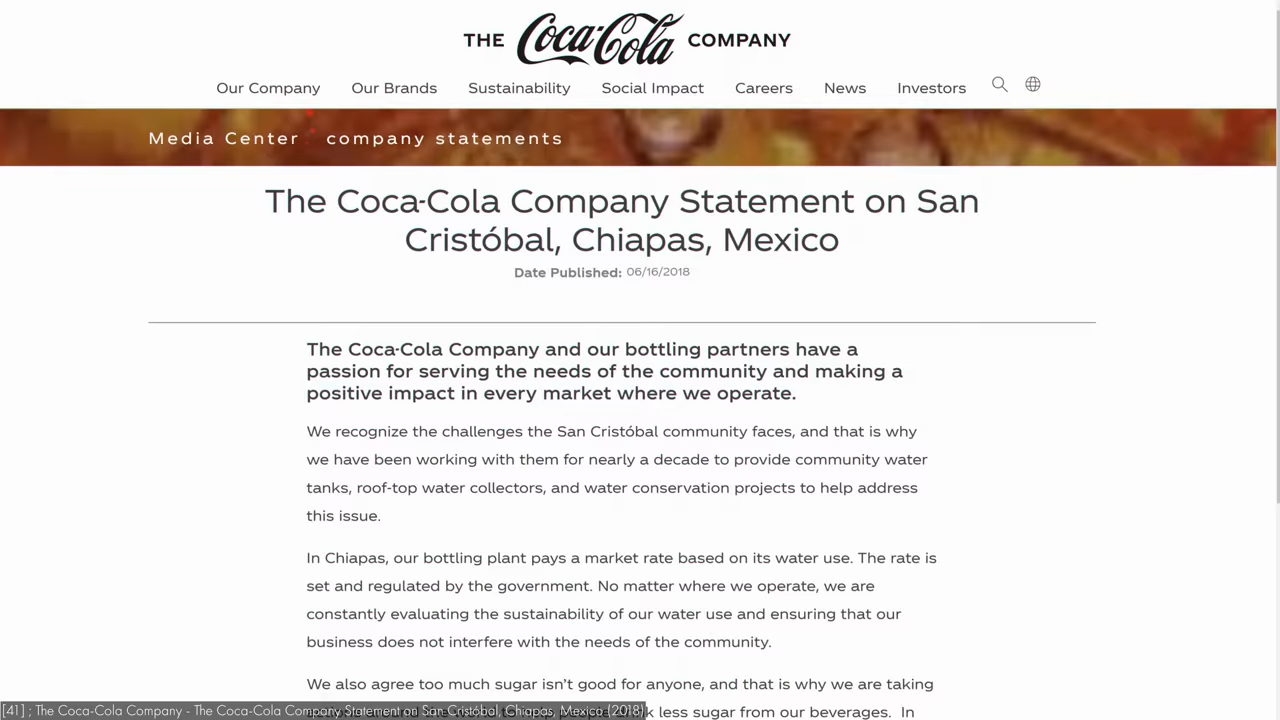 THE Coca-Cola COMPANY
Our Company Our Brands Sustainability Social Impact Careers News Investors
Media Center company statements
The Coca-Cola Company Statement on San
Cristóbal, Chiapas, Mexico
Date Published: 06/16/2018
The Coca-Cola Company and our bottling partners have a
passion for serving the needs of the community and making a
positive impact in every market where we operate.
We recognize the challenges the San Cristóbal community faces, and that is why
we have been working with them for nearly a decade to provide community water
tanks, roof-top water collectors, and water conservation projects to help address
this issue.
In Chiapas, our bottling plant pays a market rate based on its water use. The rate is
set and regulated by the government. No matter where we operate, we are
constantly evaluating the sustainability of our water use and ensuring that our
business does not interfere with the needs of the community.
We also agree too much sugar isn't good for anyone, and that is why we are taking
less sugar from our beverages. In
[41] ; The Coca-Cola Company - The Coca-Cola Company Statement on San Cristóbal, Chiapas, Mexico (2018)